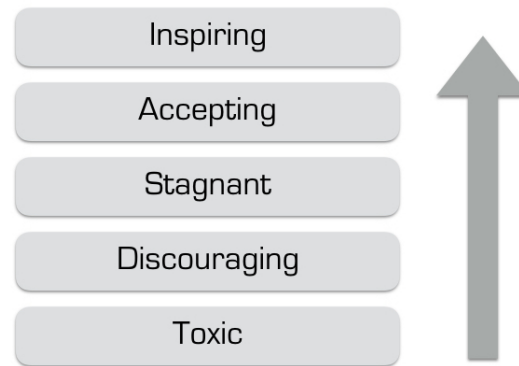 Inspiring
Accepting
Stagnant
Discouraging
Toxic